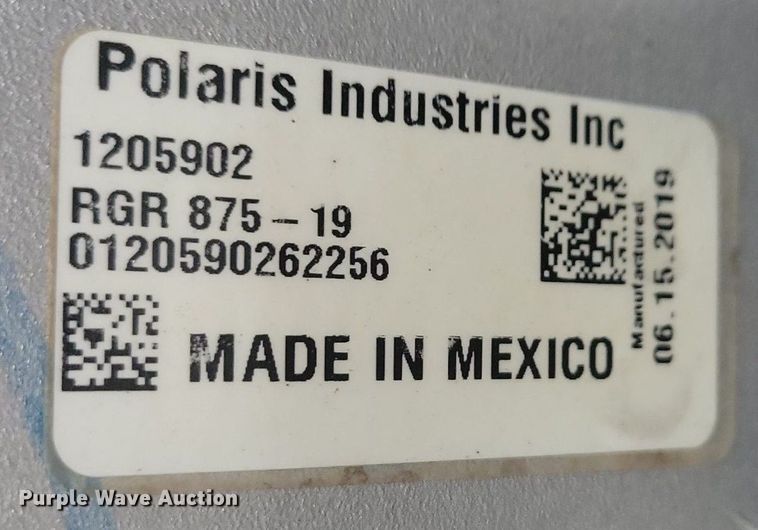 Polaris Industries Inc
1205902
RGR 875-19
0120590262256
MADE IN MEXICO
Manufactured
06.15.2019
Purple Wave Auction